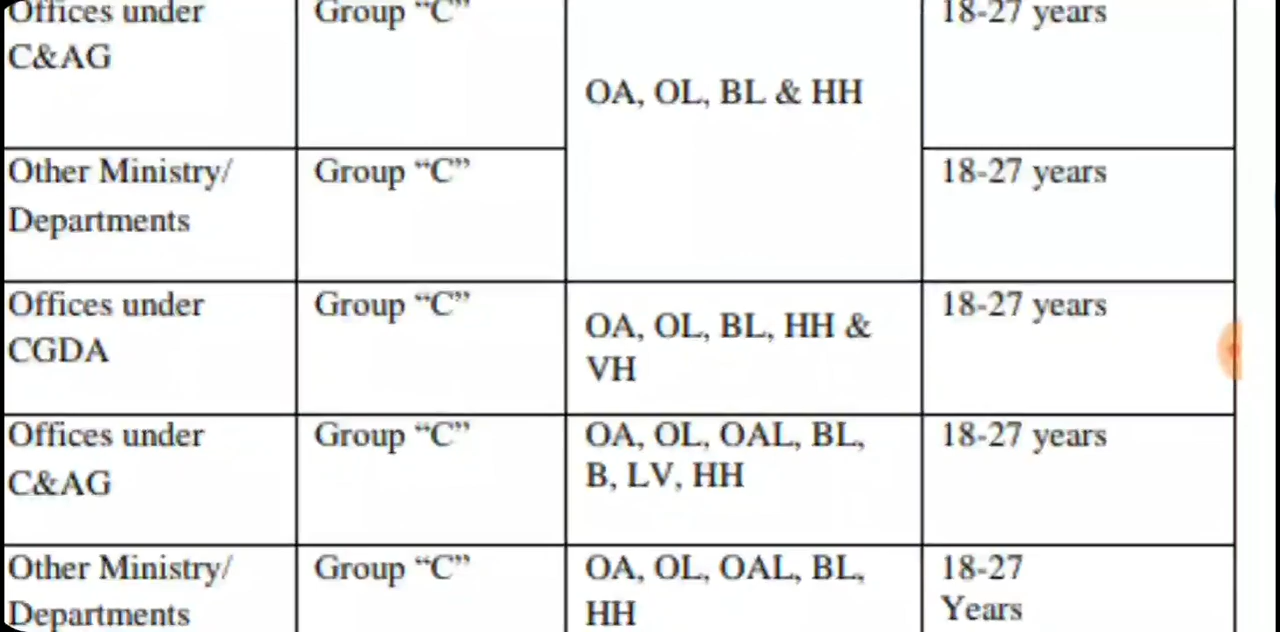 Offices under
C&AG
Group “C”
OA, OL, BL & HH
18-27 years
Other Ministry/
Departments
Group “C”
18-27 years
Offices under
CGDA
Group “C”
OA, OL, BL, HH &
VH
18-27 years
Offices under
C&AG
Group “C”
OA, OL, OAL, BL,
B, LV, HH
18-27 years
Other Ministry/
Departments
Group “C”
OA, OL, OAL, BL,
HH
18-27
Years